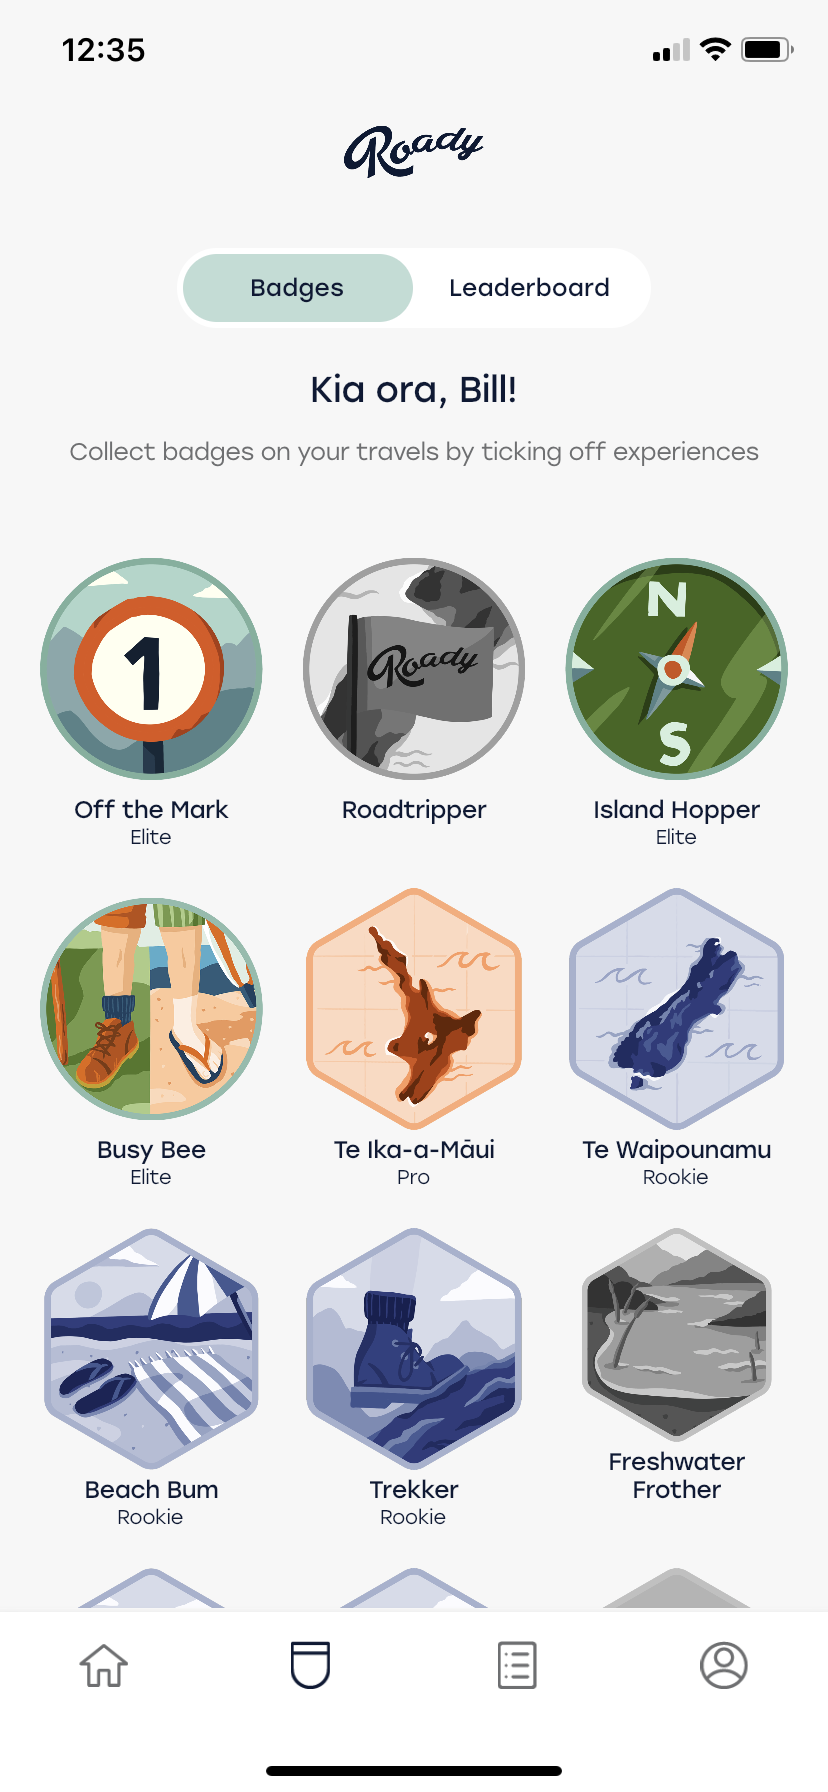 12:35
Roady
Badges
Leaderboard
Kia ora, Bill!
Collect badges on your travels by ticking off experiences
1
Roady
N
S
Off the Mark
Elite
Roadtripper
Island Hopper
Elite
Busy Bee
Elite
Te Ika-a-Māui
Pro
Te Waipounamu
Rookie
Beach Bum
Rookie
Trekker
Rookie
Freshwater
Frother